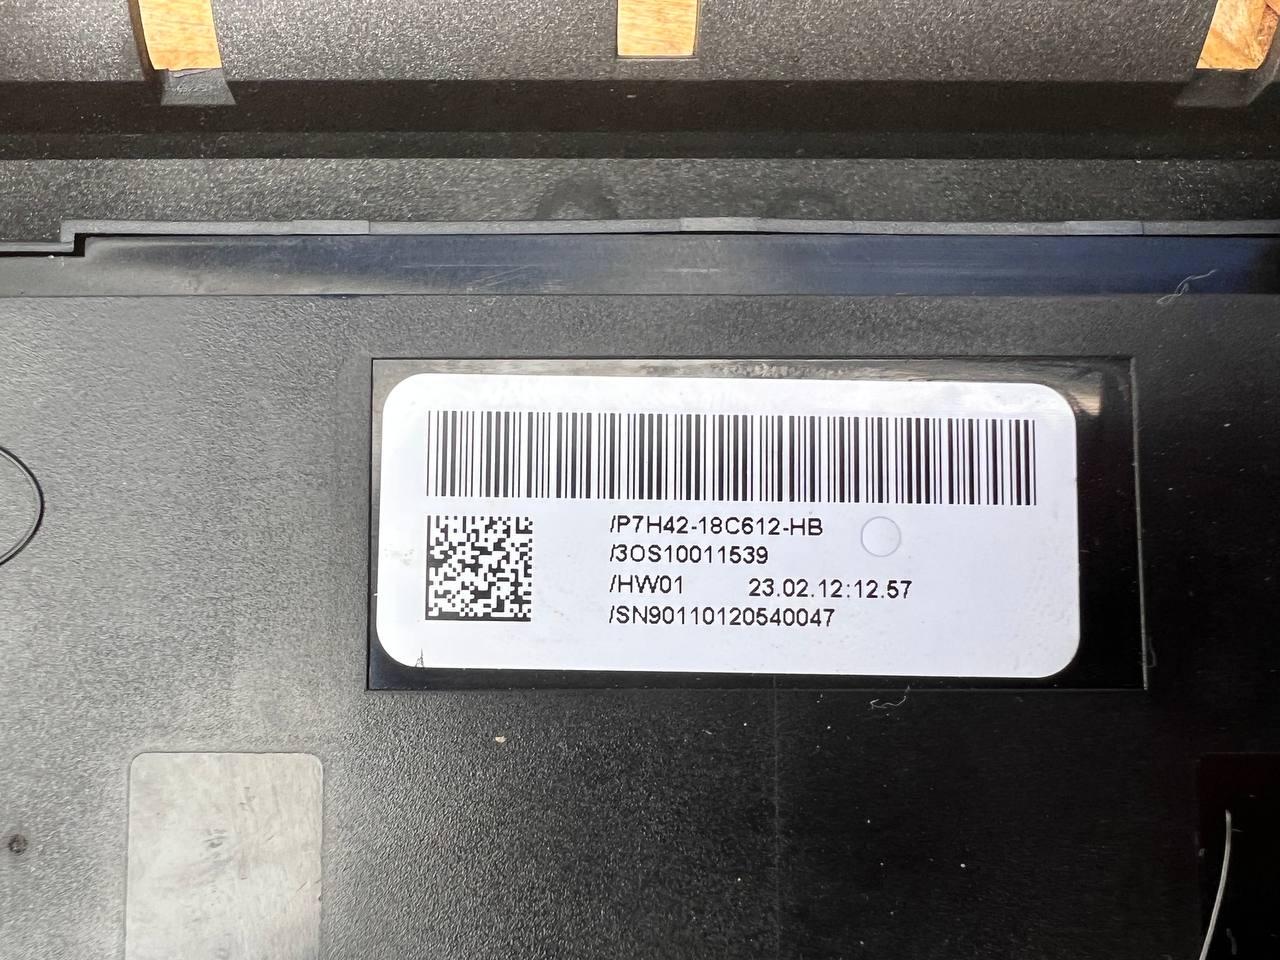 /P7H42-18C612-HB
/3OS10011539
/HW01 23.02.12:12.57
/SN90110120540047